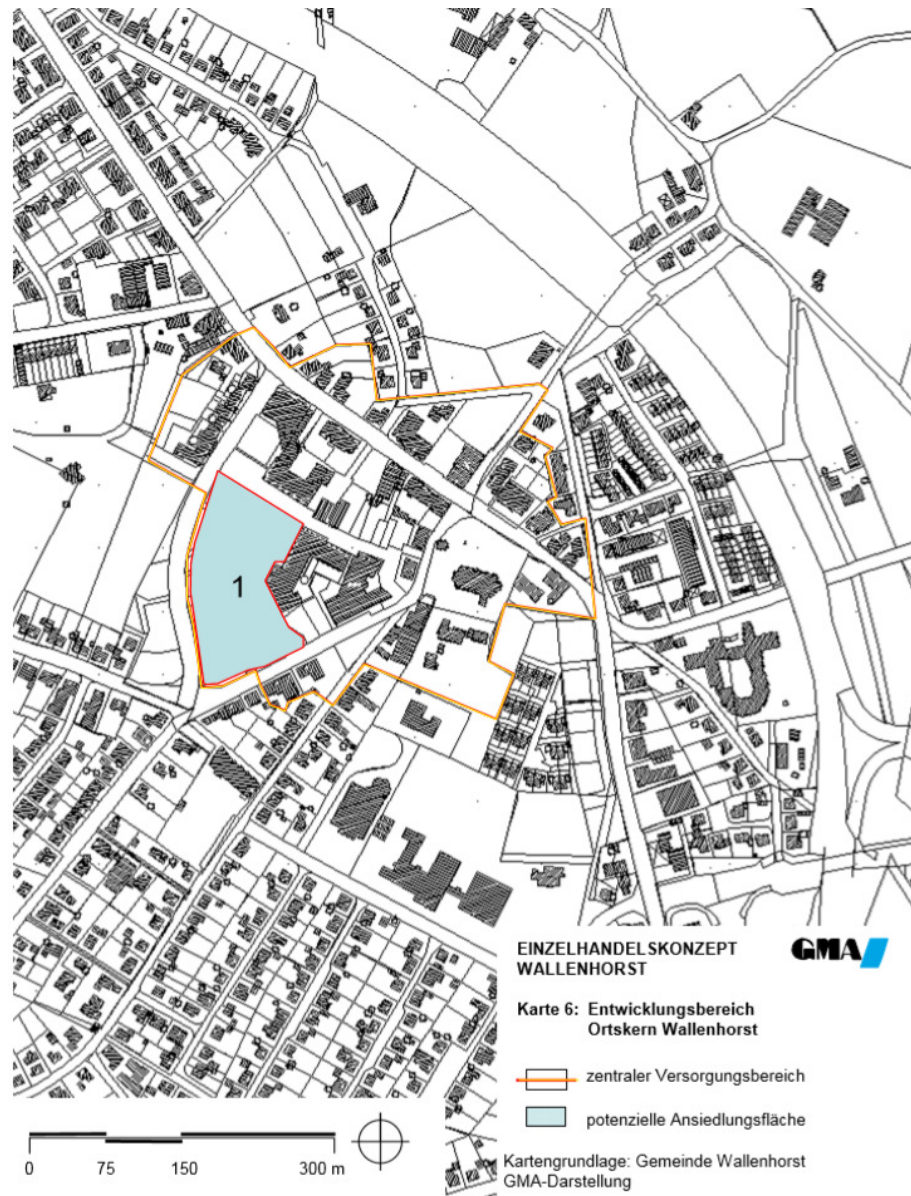 1
EINZELHANDELSKONZEPT
WALLENHORST
GMA
Karte 6: Entwicklungsbereich
Ortskern Wallenhorst
zentraler Versorgungsbereich
potenzielle Ansiedlungsfläche
0 75 150 300 m
Kartengrundlage: Gemeinde Wallenhorst
GMA-Darstellung